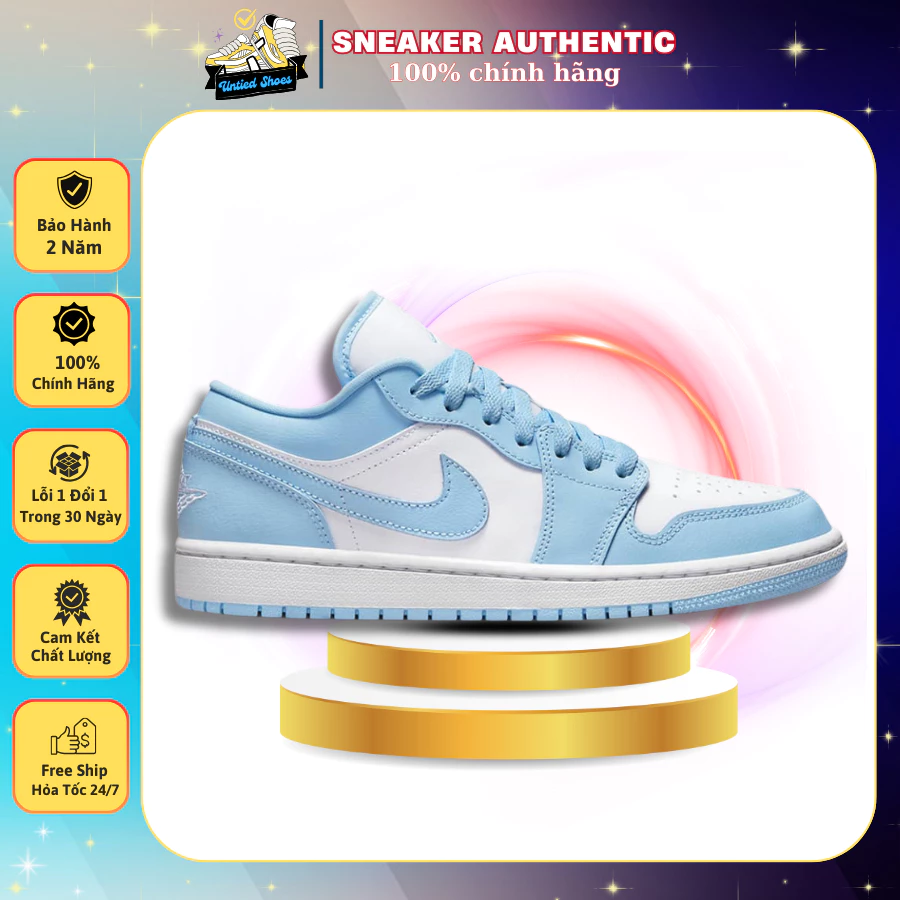 Untied Shoes
SNEAKER AUTHENTIC
100% chính hãng
Bảo Hành
2 Năm
100%
Chính Hãng
Lỗi 1 Đổi 1
Trong 30 Ngày
Cam Kết
Chất Lượng
Free Ship
Hỏa Tốc 24/7